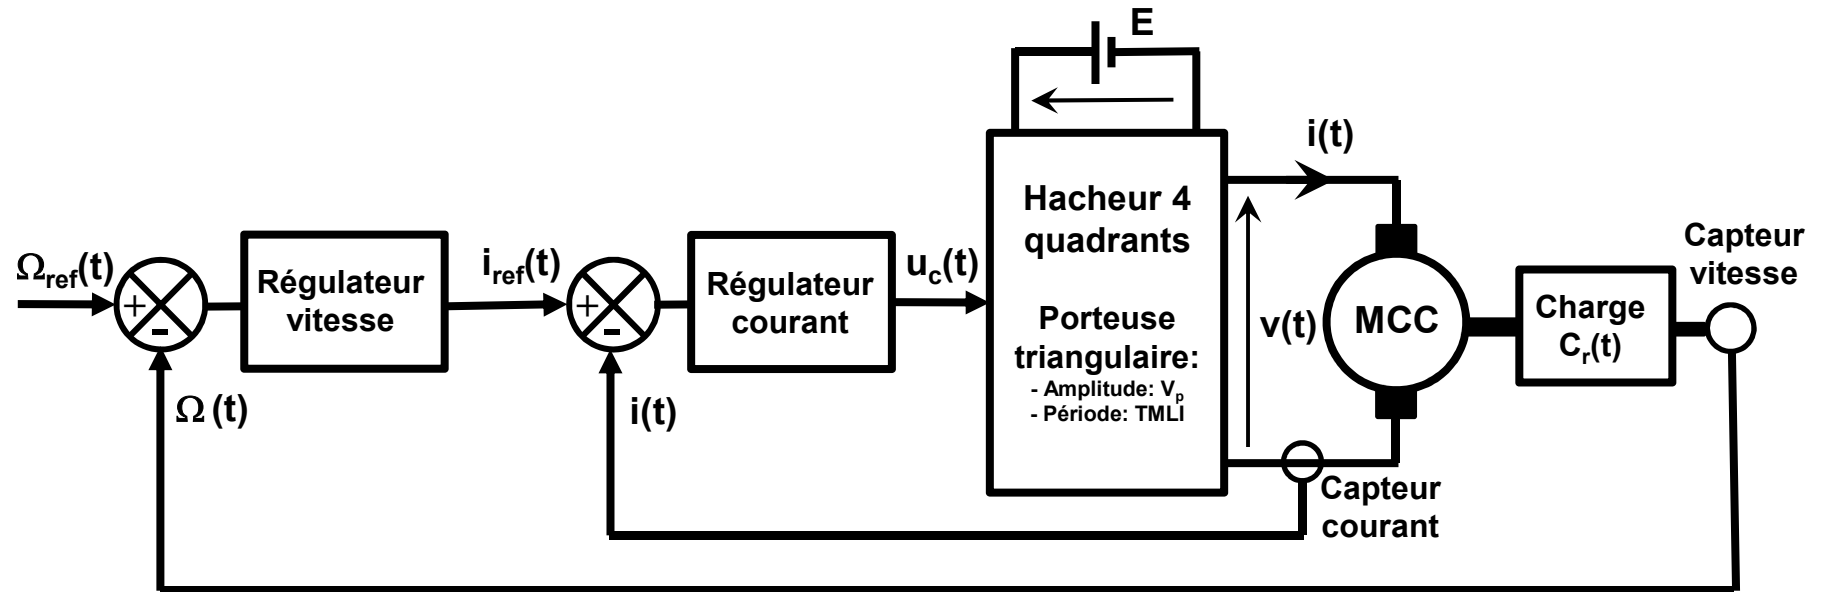 E
i(t)
Hacheur 4
quadrants
Porteuse
triangulaire:
- Amplitude: Vp
- Période: TMLI
Ωref(t)
+
-
Régulateur
vitesse
iref(t)
+
-
Régulateur
courant
uc(t)
v(t)
MCC
Charge
Cr(t)
Capteur
vitesse
Ω (t)
i(t)
Capteur
courant